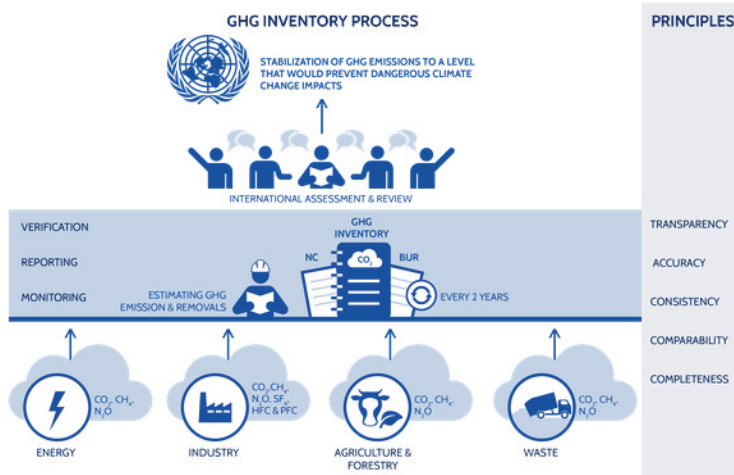 GHG INVENTORY PROCESS
PRINCIPLES
STABILIZATION OF GHG EMISSIONS TO A LEVEL
THAT WOULD PREVENT DANGEROUS CLIMATE
CHANGE IMPACTS
INTERNATIONAL ASSESSMENT & REVIEW
VERIFICATION
REPORTING
MONITORING
ESTIMATING GHG
EMISSION & REMOVALS
GHG
INVENTORY
NC
CO₂
BUR
EVERY 2 YEARS
TRANSPARENCY
ACCURACY
CONSISTENCY
COMPARABILITY
COMPLETENESS
CO₂, CH₄,
N₂O
ENERGY
CO₂, CH₄,
N₂O, SF₆,
HFC & PFC
INDUSTRY
CO₂, CH₄,
N₂O
AGRICULTURE &
FORESTRY
CO₂, CH₄,
N₂O
WASTE